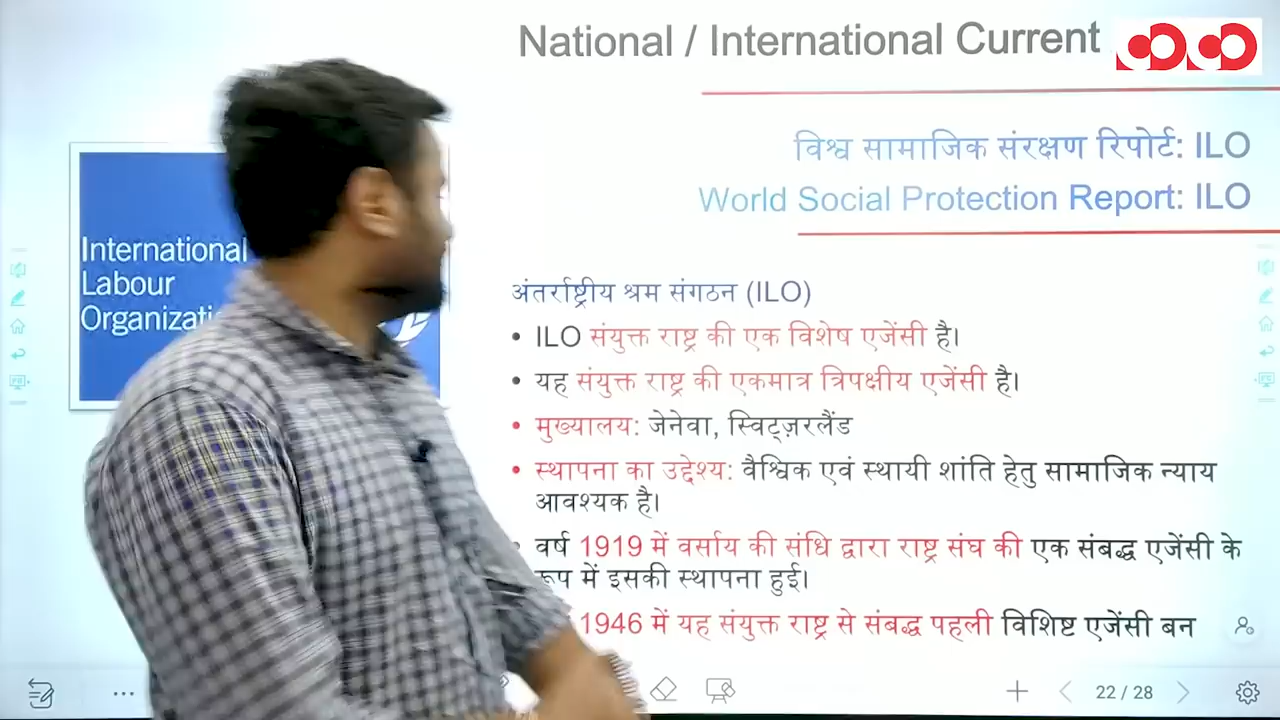 National / International Current
विश्व सामाजिक संरक्षण रिपोर्ट: ILO
World Social Protection Report: ILO
International
Labour
अंतर्राष्ट्रीय श्रम संगठन (ILO)
• ILO संयुक्त राष्ट्र की एक विशेष एजेंसी है।
• यह संयुक्त राष्ट्र की एकमात्र त्रिपक्षीय एजेंसी है।
• मुख्यालय: जेनेवा, स्विट्ज़रलैंड
• स्थापना का उद्देश्य: वैश्विक एवं स्थायी शांति हेतु सामाजिक न्याय
आवश्यक है।
वर्ष 1919 में वर्साय की संधि द्वारा राष्ट्र संघ की एक संबद्ध एजेंसी के
रूप में इसकी स्थापना हुई।
1946 में यह संयुक्त राष्ट्र से संबद्ध पहली विशिष्ट एजेंसी बन
22 / 28